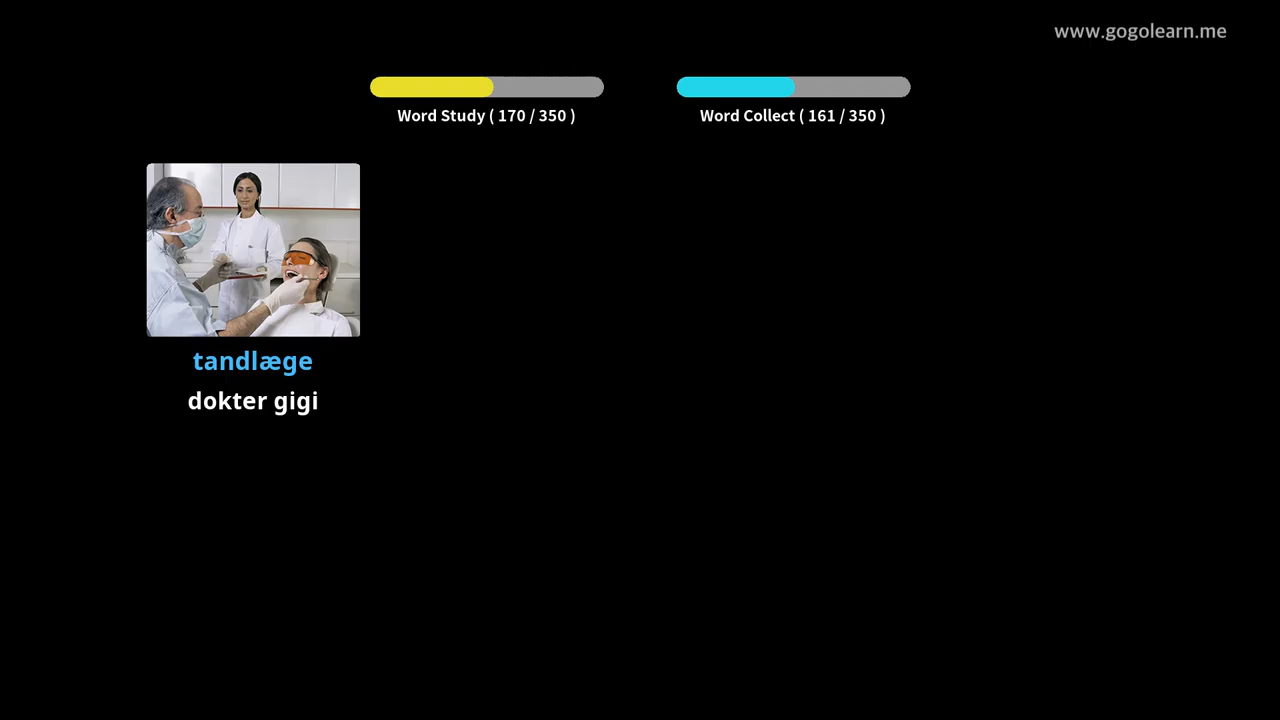 www.gogolearn.me
Word Study ( 170 / 350 )
Word Collect ( 161 / 350 )
tandlæge
dokter gigi